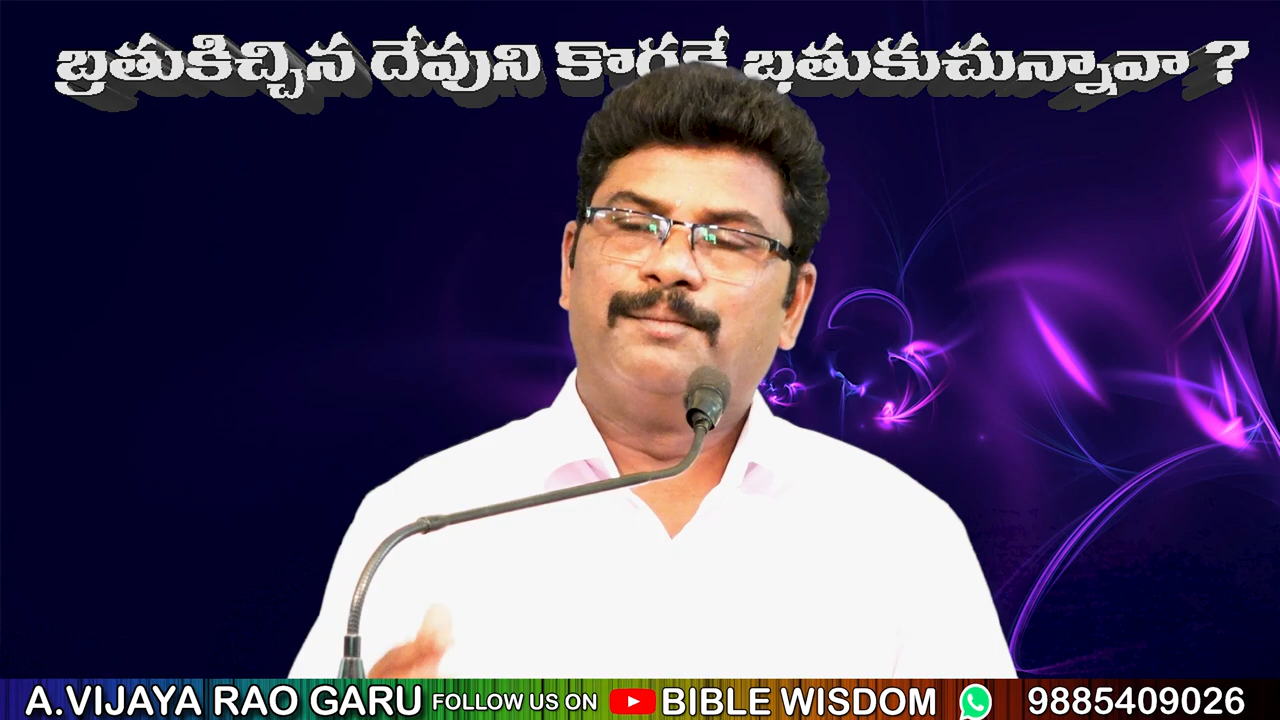 బ్రతుకిచ్చిన దేవుని కొరకే బ్రతుకుచున్నావా ?
A.VIJAYA RAO GARU FOLLOW US ON BIBLE WISDOM 9885409026